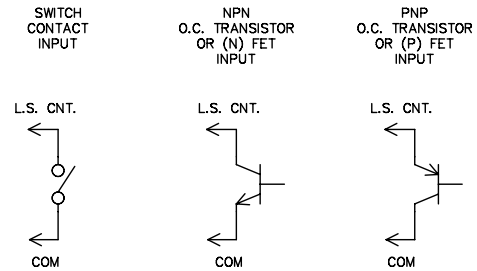 SWITCH
CONTACT
INPUT
NPN
O.C. TRANSISTOR
OR (N) FET
INPUT
PNP
O.C. TRANSISTOR
OR (P) FET
INPUT
L.S. CNT.
L.S. CNT.
L.S. CNT.
COM
COM
COM